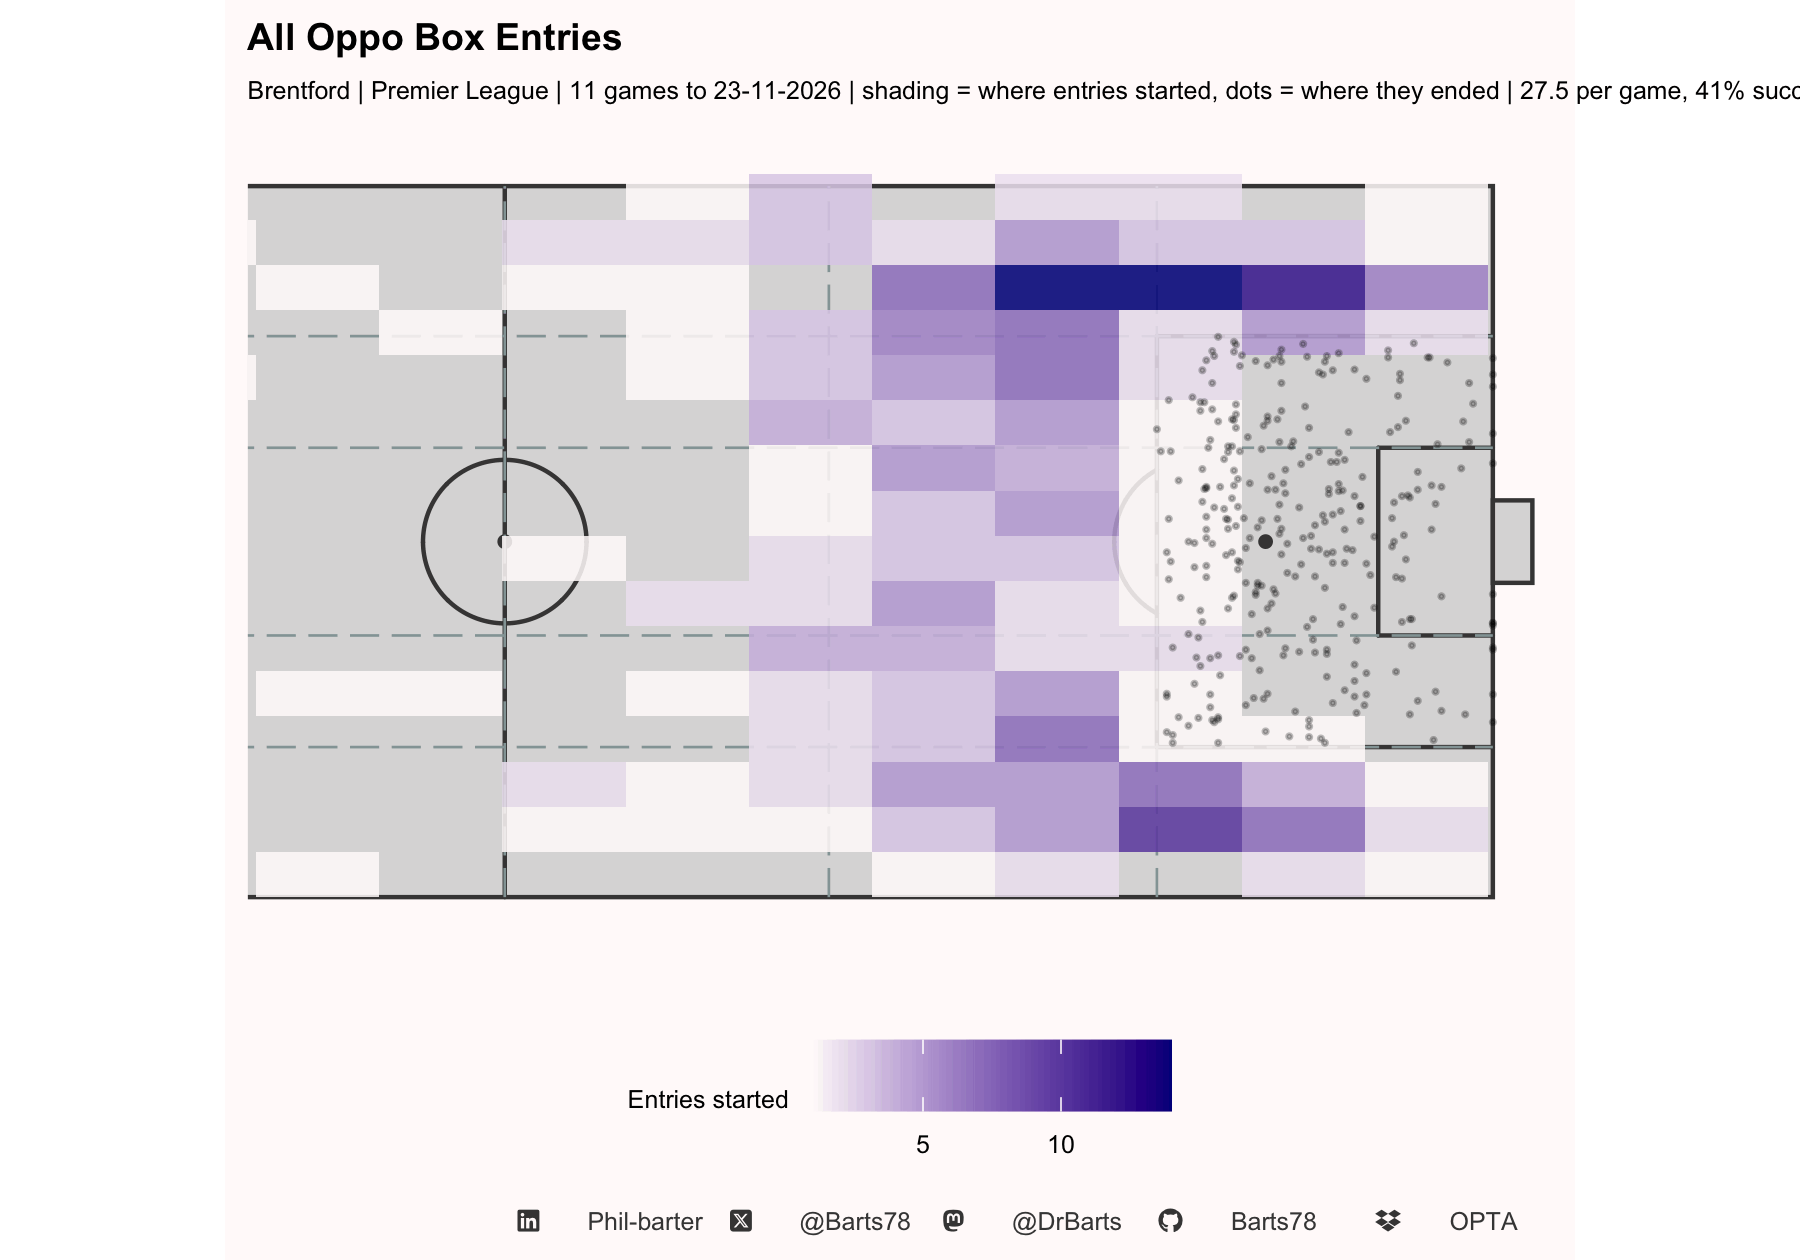 All Oppo Box Entries
Brentford | Premier League | 11 games to 23-11-2026 | shading = where entries started, dots = where they ended | 27.5 per game, 41% succ
Entries started
5 10
Phil-barter @Barts78 @DrBarts Barts78 OPTA